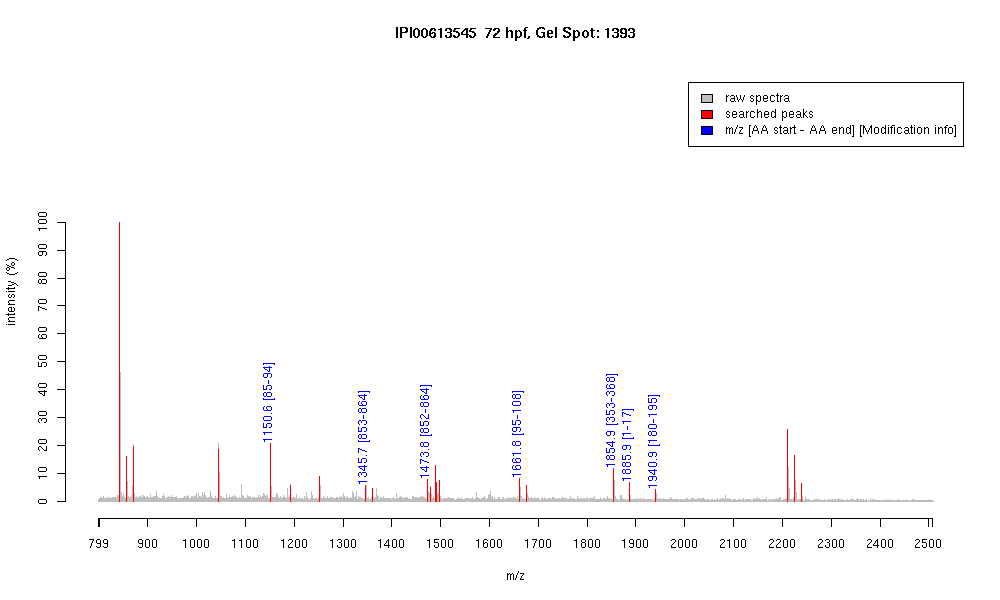 IPI00613545 72 hpf, Gel Spot: 1393
raw spectra
searched peaks
m/z [AA start - AA end] [Modification info]
intensity (%)
100
90
80
70
60
50
40
30
20
10
0
1150.6 [85-94]
1345.7 [853-864]
1473.8 [852-864]
1661.8 [95-108]
1854.9 [353-368]
1885.9 [1-17]
1940.9 [180-195]
799 900 1000 1100 1200 1300 1400 1500 1600 1700 1800 1900 2000 2100 2200 2300 2400 2500
m/z